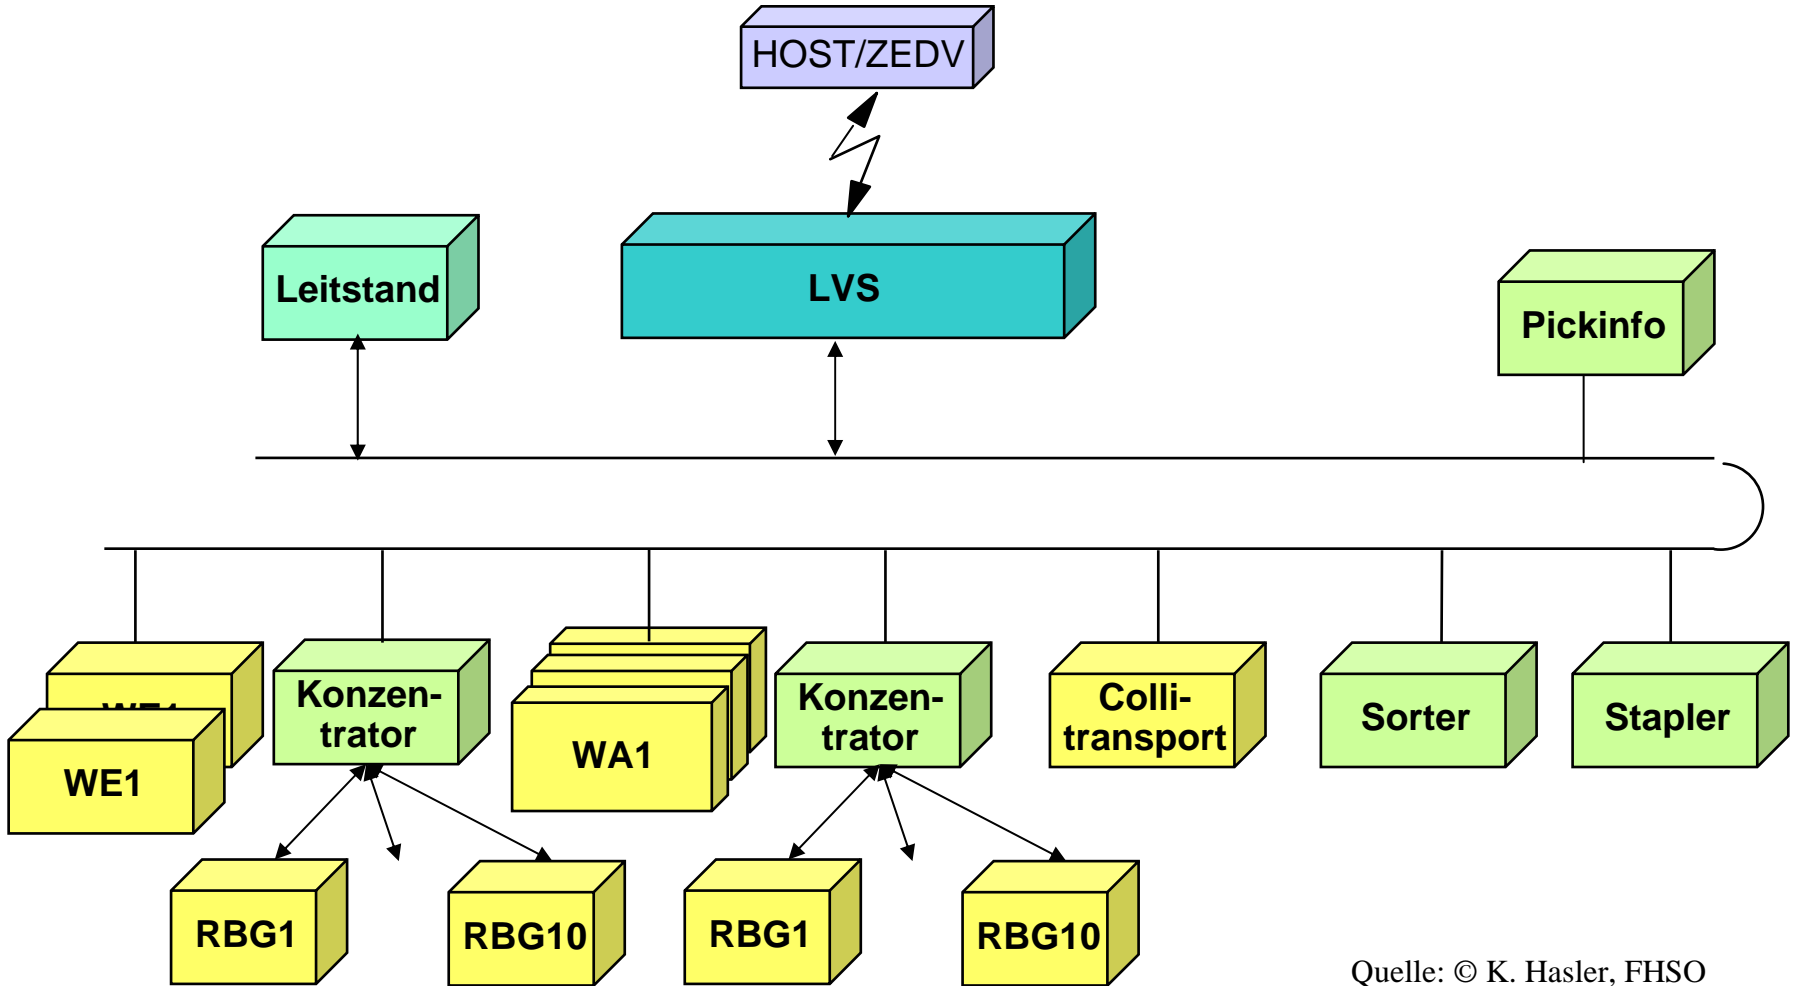 HOST/ZEDV
Leitstand
LVS
Pickinfo
WE1
WE1
Konzen-
trator
WA1
Konzen-
trator
Colli-
transport
Sorter
Stapler
RBG1
RBG10
RBG1
RBG10
Quelle: © K. Hasler, FHSO